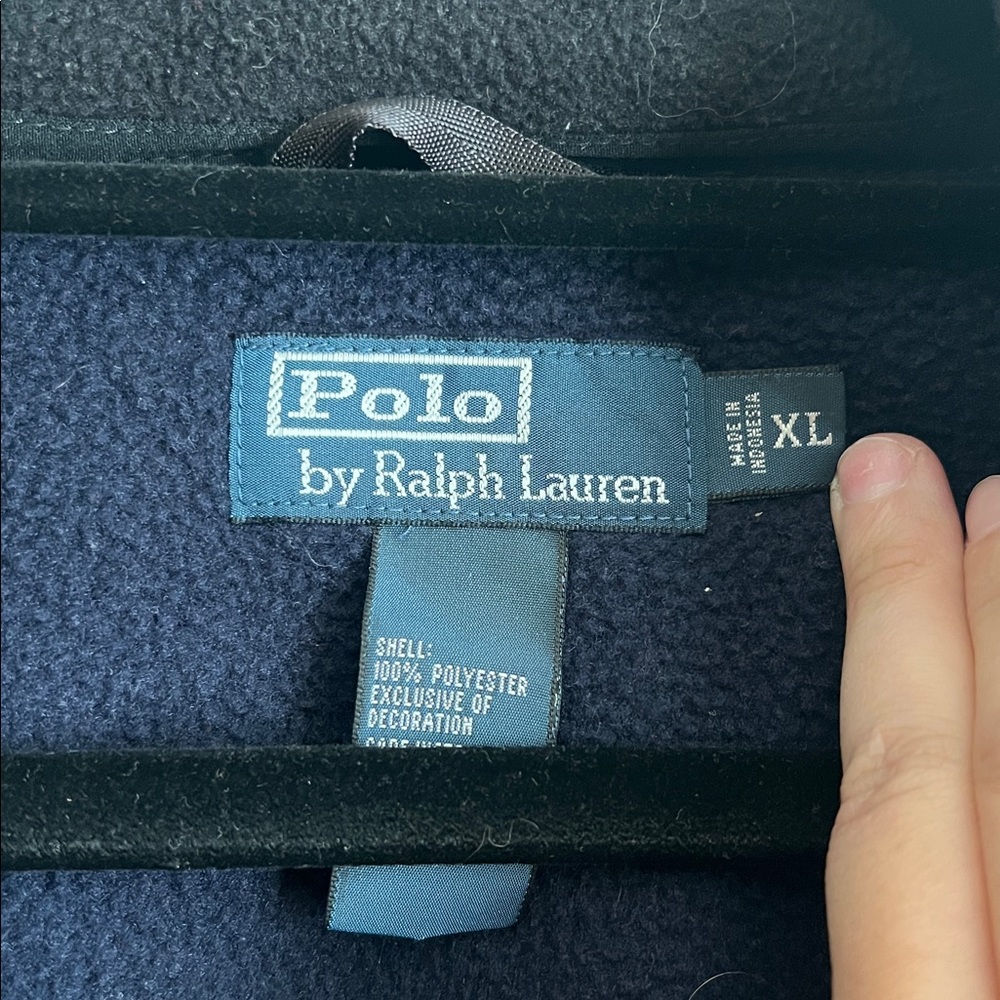 Polo
by Ralph Lauren
MADE IN
INDONESIA
XL
SHELL:
100% POLYESTER
EXCLUSIVE OF
DECORATION